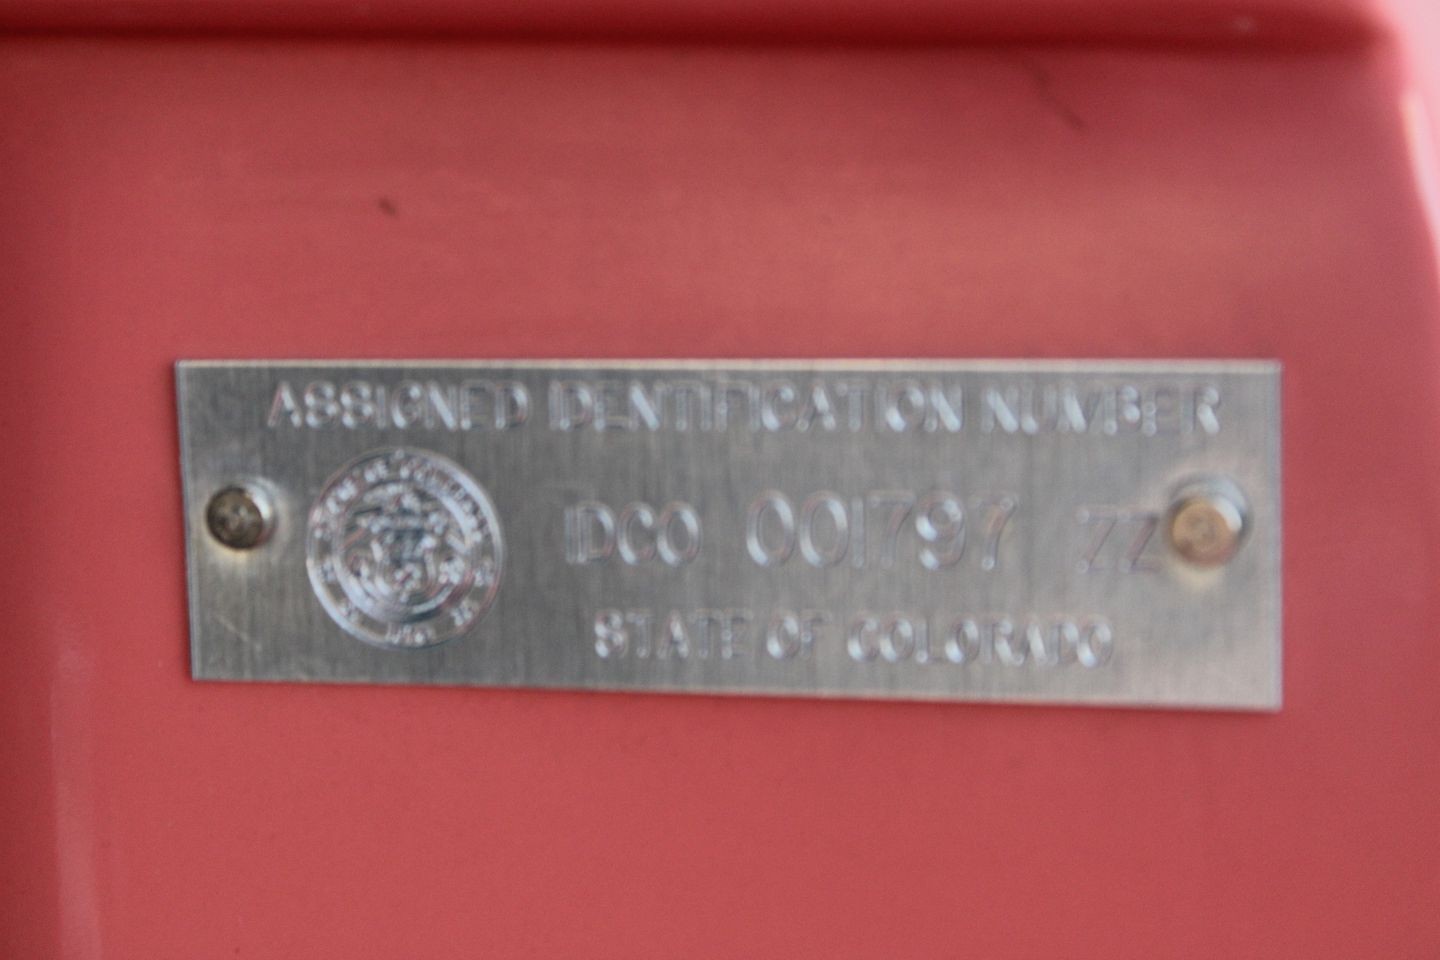 ASSIGNED IDENTIFICATION NUMBER
IDCO 001797 ZZ
STATE OF COLORADO